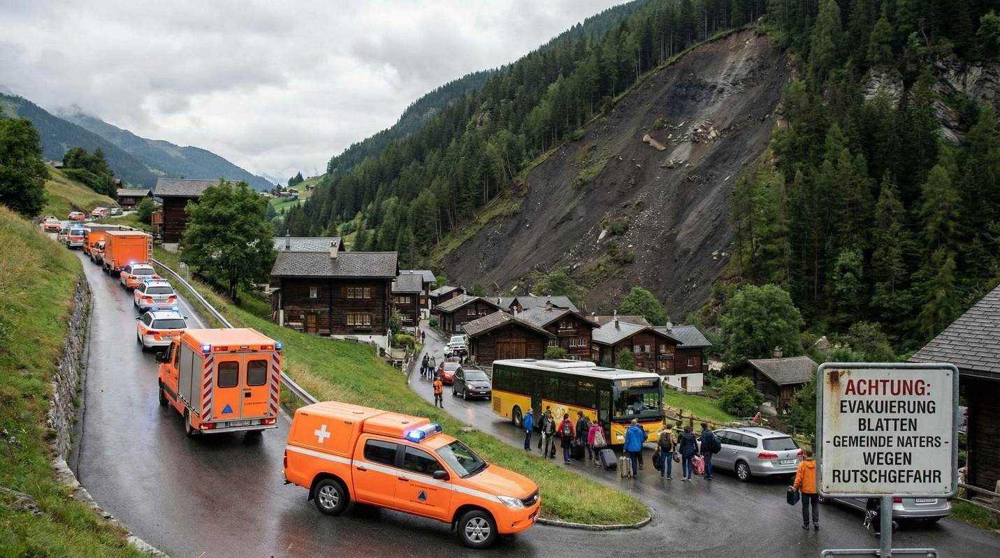 ACHTUNG:
EVAKUIERUNG
BLATTEN
- GEMEINDE NATERS -
WEGEN
RUTSCHGEFAHR